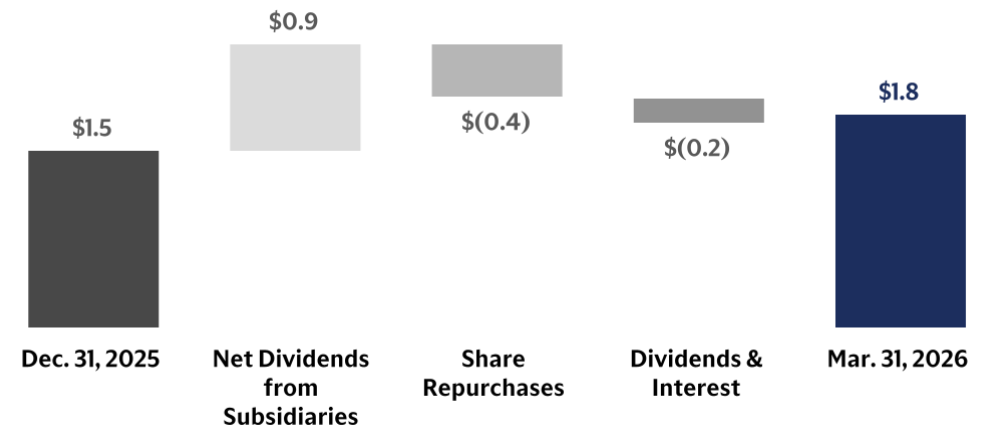 $0.9
$1.5
$(0.4)
$(0.2)
$1.8
Dec. 31, 2025
Net Dividends
from
Subsidiaries
Share
Repurchases
Dividends &
Interest
Mar. 31, 2026